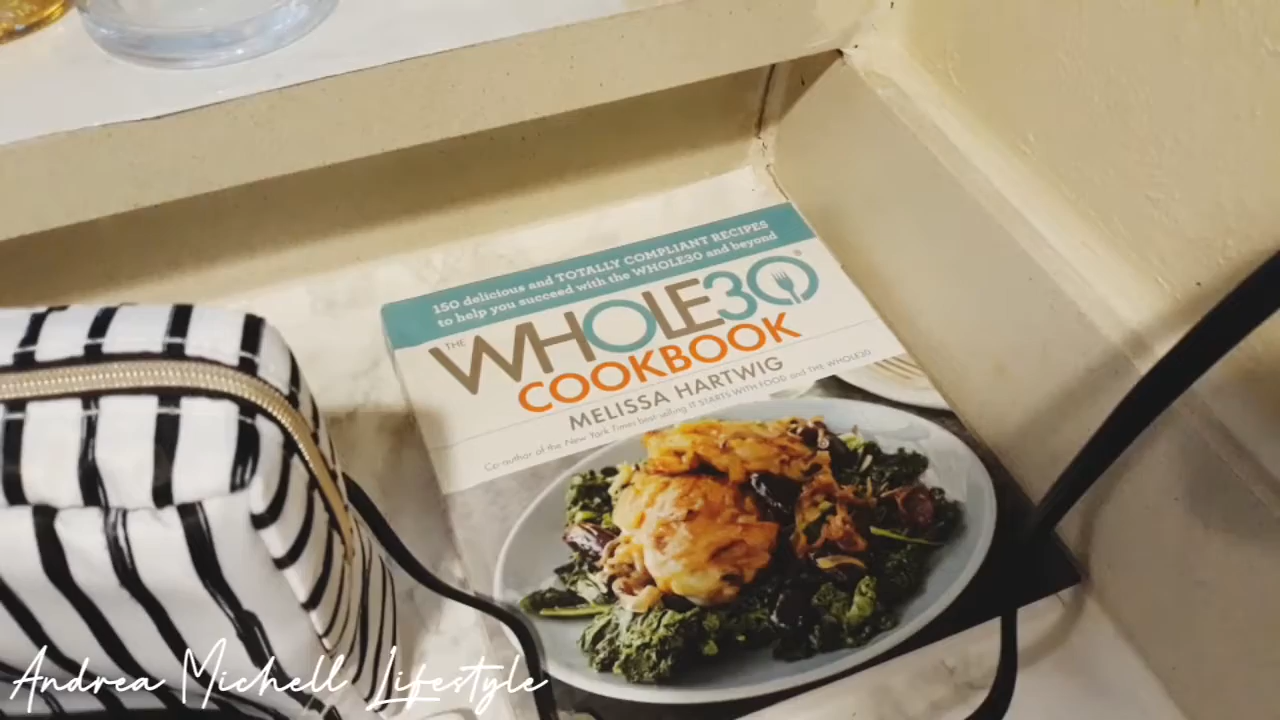 150 delicious and TOTALLY COMPLIANT RECIPES
to help you succeed with the WHOLE30 and beyond
THE
WHOLE30®
COOKBOOK
MELISSA HARTWIG
Co-author of the New York Times best-selling IT STARTS WITH FOOD and THE WHOLE30
Andrea Michell Lifestyle